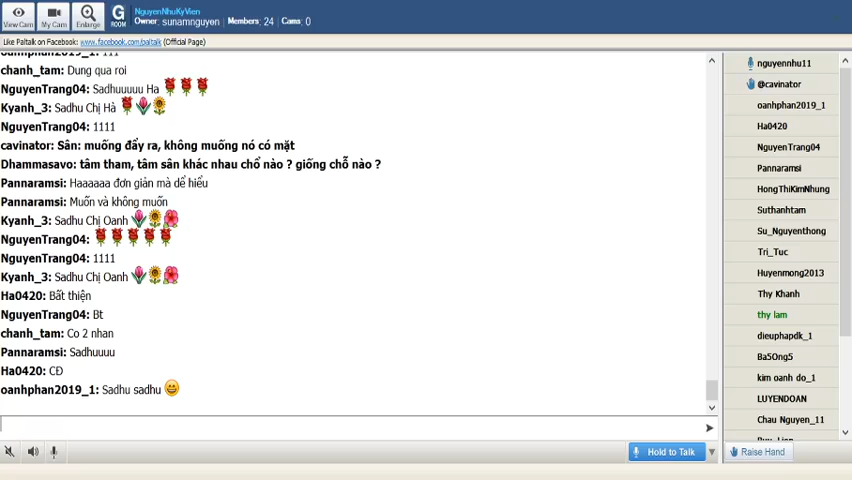 NguyenNhuKyVien
Owner: sunamnguyen Members: 24 Cams: 0
View Cam My Cam Enlarge G ROOM
Like Paltalk on Facebook: www.facebook.com/paltalk (Official Page)
oanhphan2019_1: 111
chanh_tam: Dung qua roi
NguyenTrang04: Sadhuuuuu Ha
Kyanh_3: Sadhu Chị Hà
NguyenTrang04: 1111
cavinator: Sân: muống đẩy ra, không muống nó có mặt
Dhammasavo: tâm tham, tâm sân khác nhau chổ nào ? giống chỗ nào ?
Pannaramsi: Haaaaaa đơn giản mà dể hiểu
Pannaramsi: Muốn và không muốn
Kyanh_3: Sadhu Chị Oanh
NguyenTrang04:
NguyenTrang04: 1111
Kyanh_3: Sadhu Chị Oanh
Ha0420: Bất thiện
NguyenTrang04: Bt
chanh_tam: Co 2 nhan
Pannaramsi: Sadhuuuu
Ha0420: CĐ
oanhphan2019_1: Sadhu sadhu
nguyennhu11
@cavinator
oanhphan2019_1
Ha0420
NguyenTrang04
Pannaramsi
HongThiKimNhung
Suthanhtam
Su_Nguyenthong
Tri_Tuc
Huyenmong2013
Thy Khanh
thy lam
dieuphapdk_1
Ba5Ong5
kim oanh do_1
LUYENDOAN
Chau Nguyen_11
Hold to Talk
Raise Hand